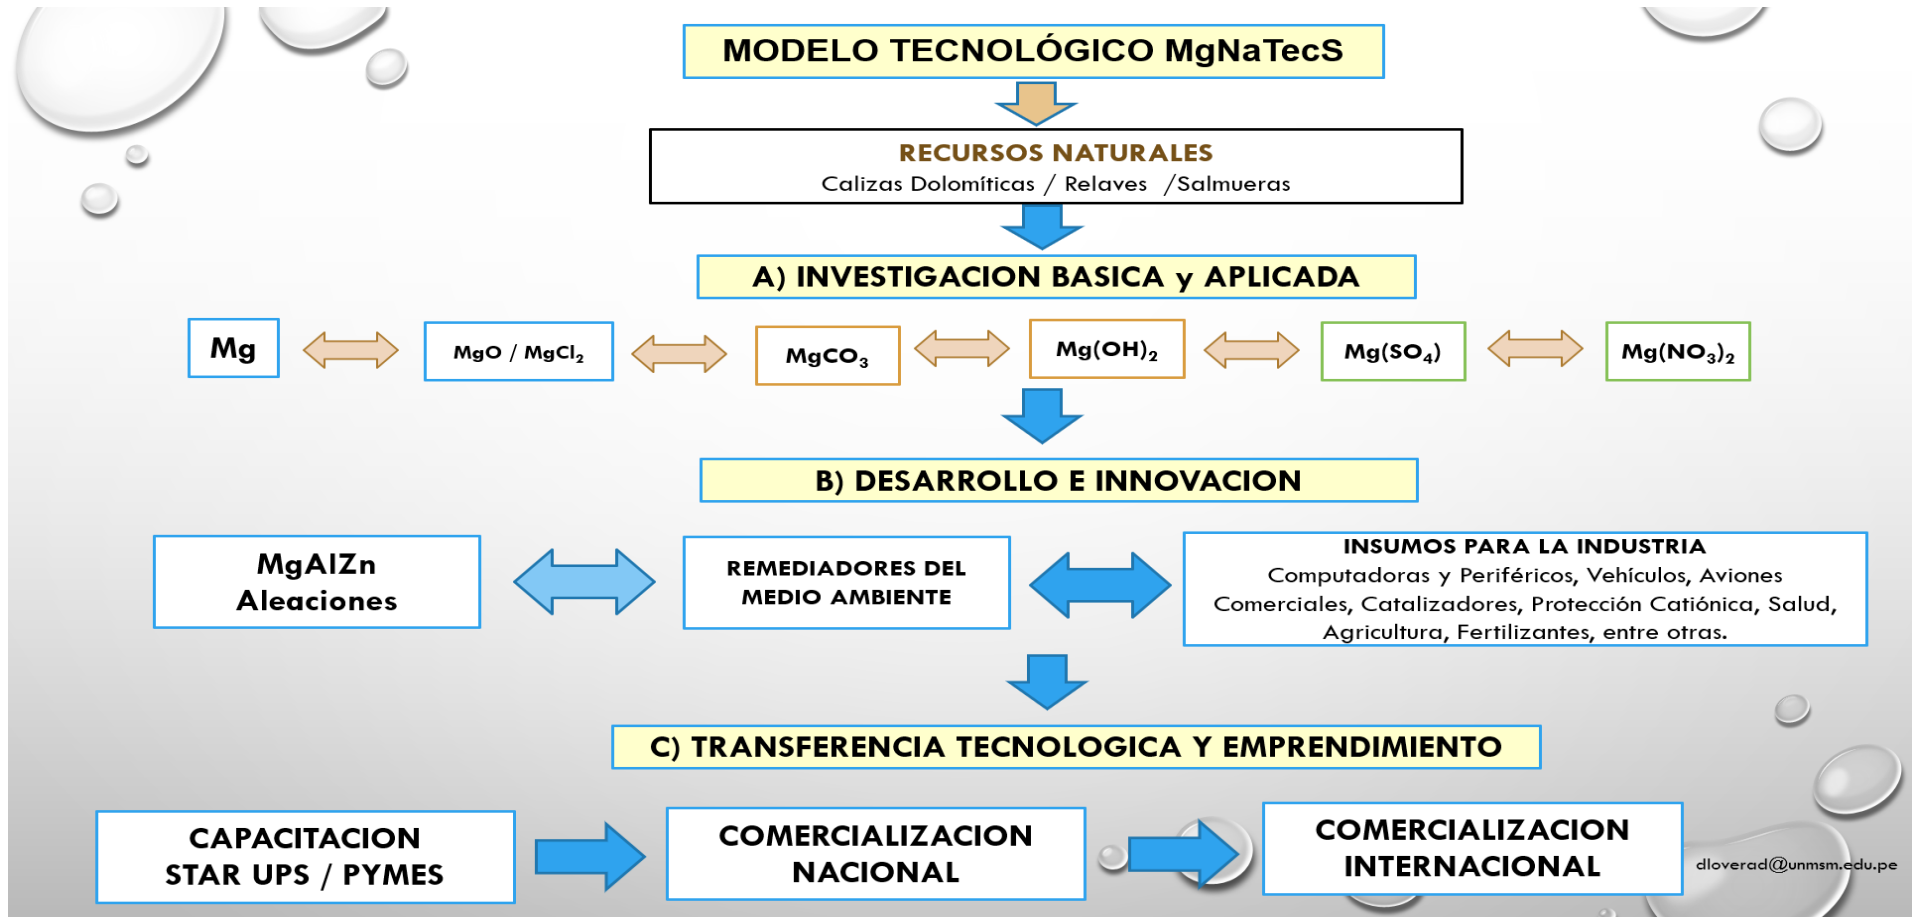 MODELO TECNOLÓGICO MgNaTecS
RECURSOS NATURALES
Calizas Dolomíticas / Relaves /Salmueras
A) INVESTIGACION BASICA y APLICADA
Mg
MgO / MgCl₂
MgCO₃
Mg(OH)₂
Mg(SO₄)
Mg(NO₃)₂
B) DESARROLLO E INNOVACION
MgAlZn
Aleaciones
REMEDIADORES DEL
MEDIO AMBIENTE
INSUMOS PARA LA INDUSTRIA
Computadoras y Periféricos, Vehículos, Aviones
Comerciales, Catalizadores, Protección Catiónica, Salud,
Agricultura, Fertilizantes, entre otras.
C) TRANSFERENCIA TECNOLOGICA Y EMPRENDIMIENTO
CAPACITACION
STAR UPS / PYMES
COMERCIALIZACION
NACIONAL
COMERCIALIZACION
INTERNACIONAL
dloverad@unmsm.edu.pe